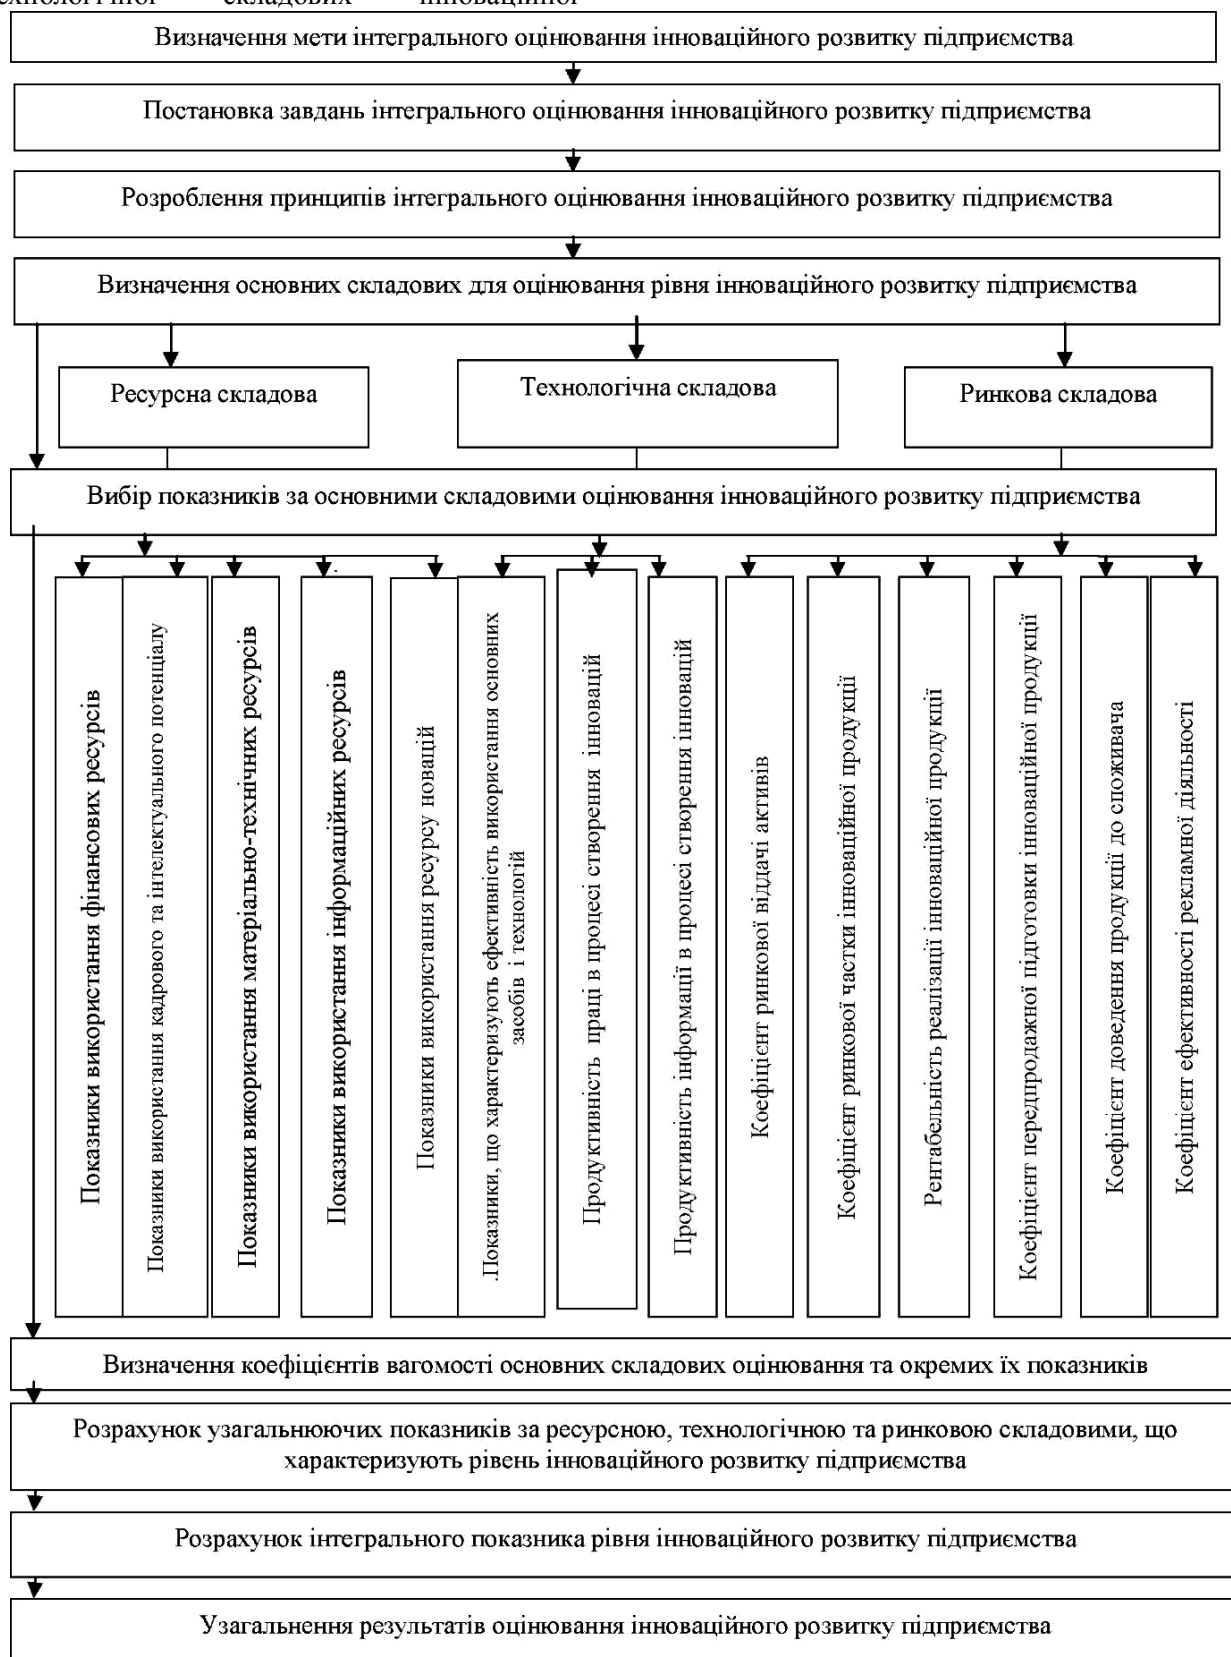 складових інноваційної
Визначення мети інтегрального оцінювання інноваційного розвитку підприємства
Постановка завдань інтегрального оцінювання інноваційного розвитку підприємства
Розроблення принципів інтегрального оцінювання інноваційного розвитку підприємства
Визначення основних складових для оцінювання рівня інноваційного розвитку підприємства
Ресурсна складова
Технологічна складова
Ринкова складова
Вибір показників за основними складовими оцінювання інноваційного розвитку підприємства
Показники використання фінансових ресурсів
Показники використання кадрового та інтелектуального потенціалу
Показники використання матеріально-технічних ресурсів
Показники використання інформаційних ресурсів
Показники використання ресурсу новацій
.Показники, що характеризують ефективність використання основних
засобів і технологій
Продуктивність праці в процесі створення інновацій
Продуктивність інформації в процесі створення інновацій
Коефіцієнт ринкової віддачі активів
Коефіцієнт ринкової частки інноваційної продукції
Рентабельність реалізації інноваційної продукції
Коефіцієнт передпродажної підготовки інноваційної продукції
Коефіцієнт доведення продукції до споживача
Коефіцієнт ефективності рекламної діяльності
Визначення коефіцієнтів вагомості основних складових оцінювання та окремих їх показників
Розрахунок узагальнюючих показників за ресурсною, технологічною та ринковою складовими, що
характеризують рівень інноваційного розвитку підприємства
Розрахунок інтегрального показника рівня інноваційного розвитку підприємства
Узагальнення результатів оцінювання інноваційного розвитку підприємства